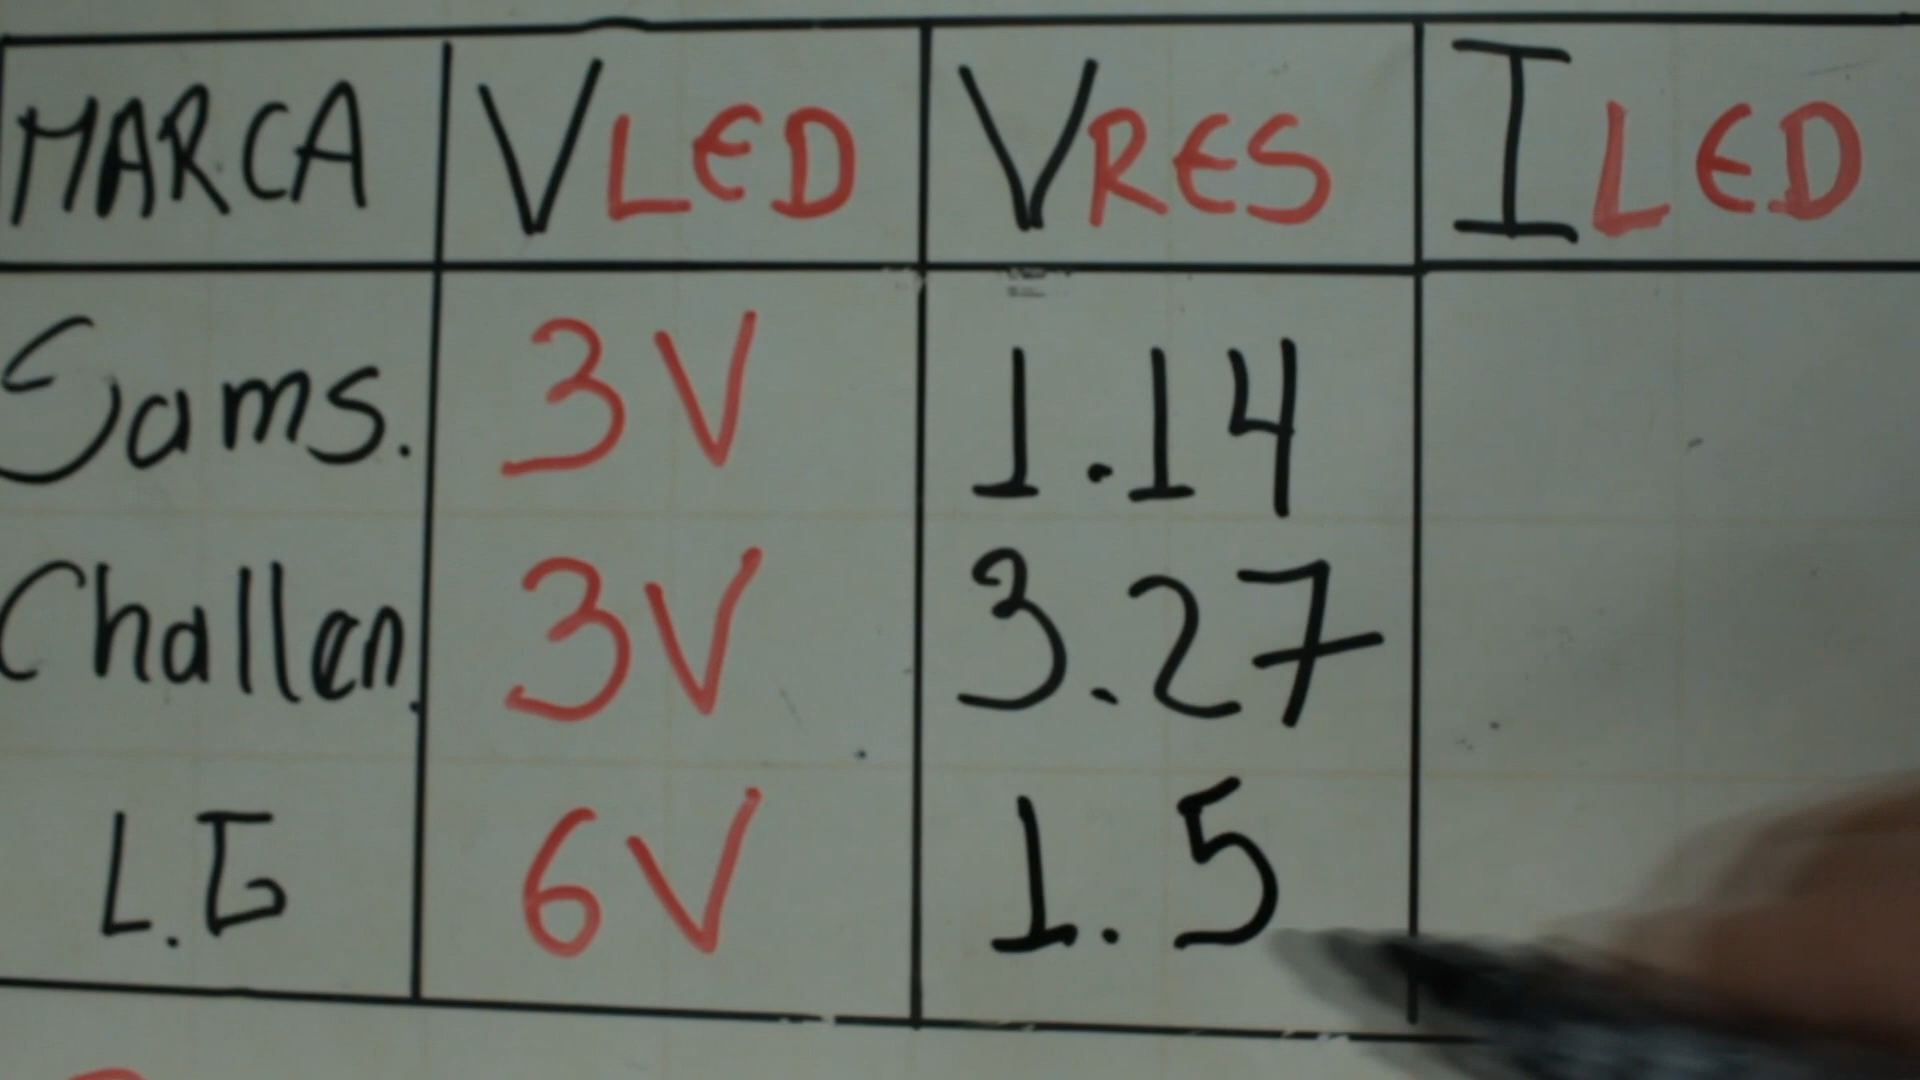 MARCA VLED VRES ILED
Sams. 3V 1.14
Challen. 3V 3.27
L.G 6V 1.5